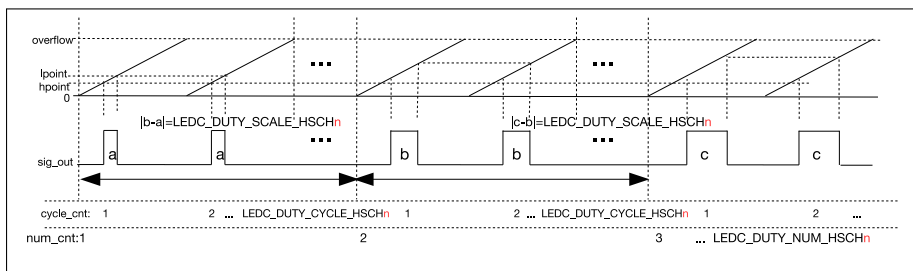 overflow
lpoint
hpoint
0
|b-a|=LEDC_DUTY_SCALE_HSCHn
|c-b|=LEDC_DUTY_SCALE_HSCHn
sig_out
a a b b c c
cycle_cnt: 1 2 ... LEDC_DUTY_CYCLE_HSCHn 1 2 ... LEDC_DUTY_CYCLE_HSCHn 1 2 ...
num_cnt:1 2 3 ... LEDC_DUTY_NUM_HSCHn